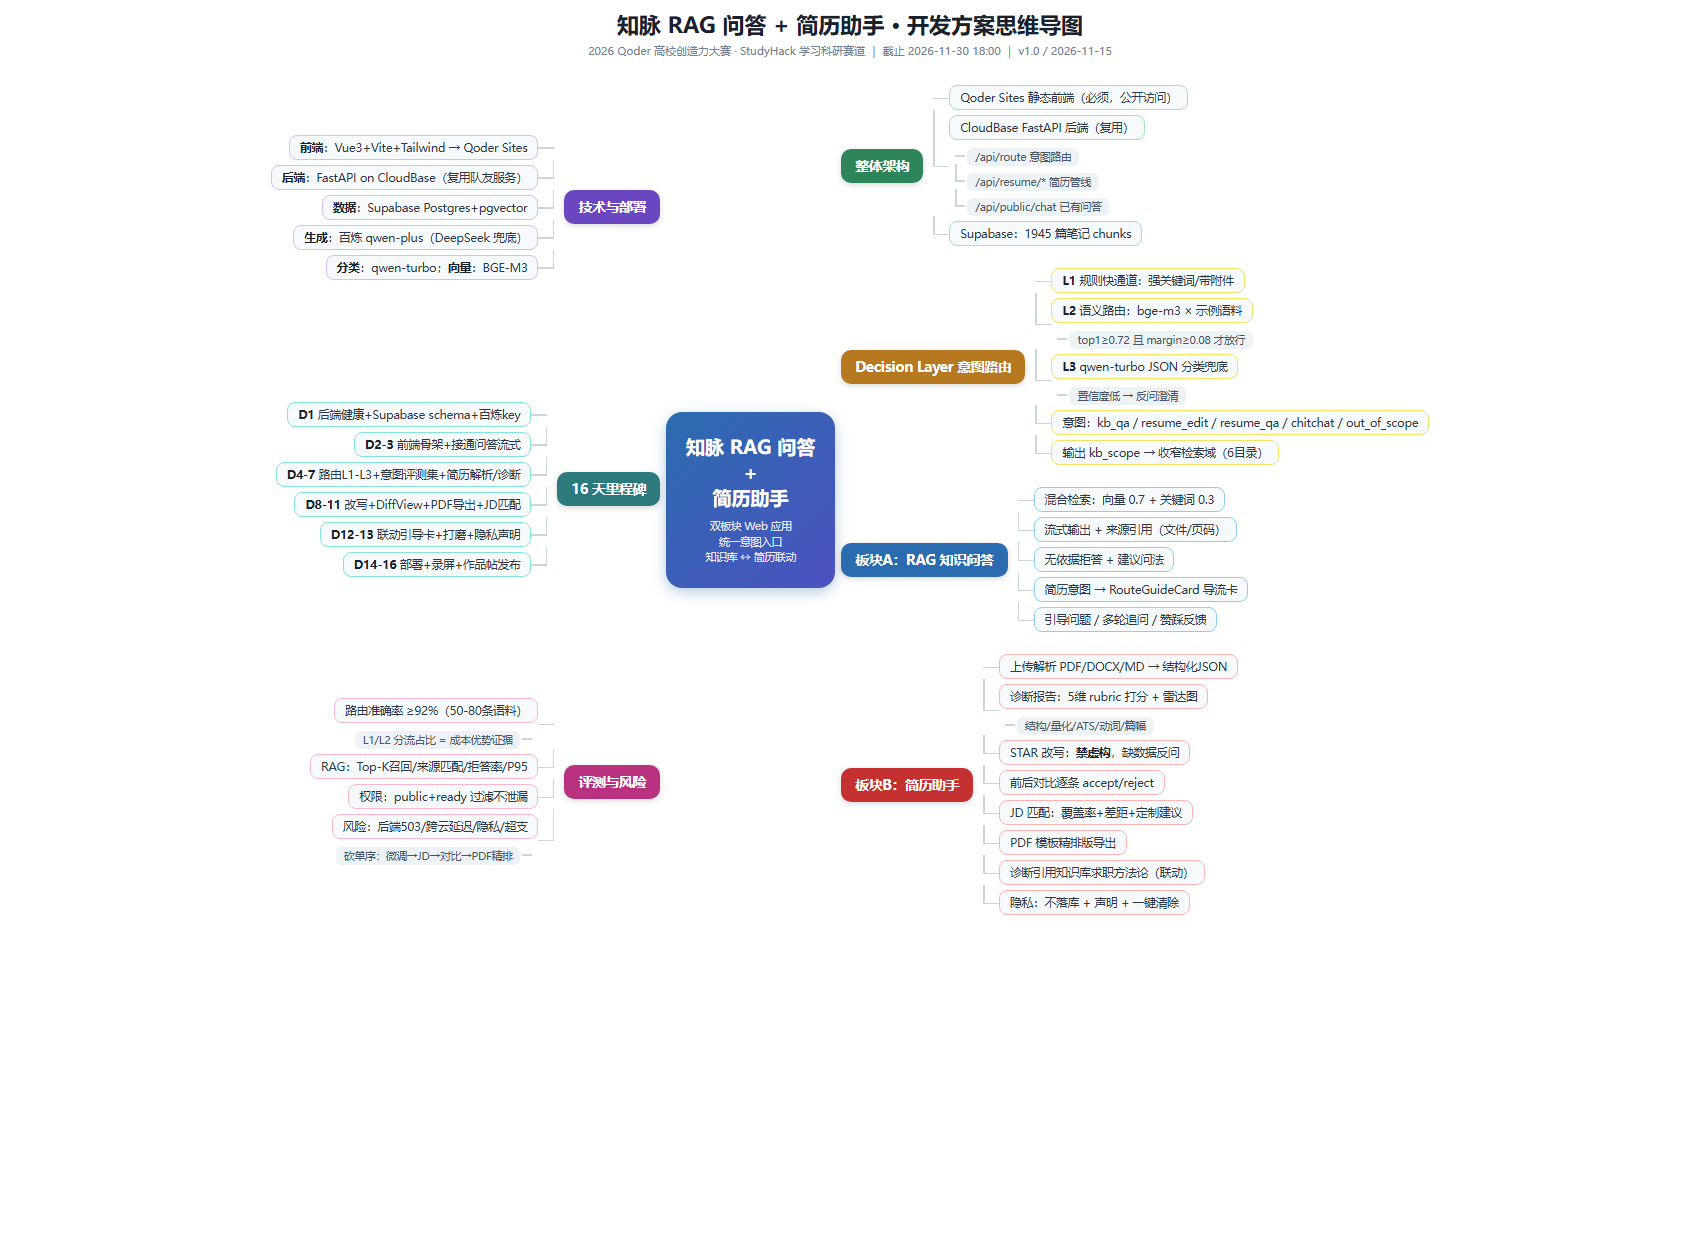 知脉 RAG 问答 + 简历助手 · 开发方案思维导图
2026 Qoder 高校创造力大赛 · StudyHack 学习科研赛道 | 截止 2026-11-30 18:00 | v1.0 / 2026-11-15
前端：Vue3+Vite+Tailwind → Qoder Sites
后端：FastAPI on CloudBase（复用队友服务）
数据：Supabase Postgres+pgvector
生成：百炼 qwen-plus（DeepSeek 兜底）
分类：qwen-turbo；向量：BGE-M3
技术与部署
D1 后端健康+Supabase schema+百炼key
D2-3 前端骨架+接通问答流式
D4-7 路由L1-L3+意图评测集+简历解析/诊断
D8-11 改写+DiffView+PDF导出+JD匹配
D12-13 联动引导卡+打磨+隐私声明
D14-16 部署+录屏+作品帖发布
16 天里程碑
路由准确率 ≥92%（50-80条语料）
L1/L2 分流占比 = 成本优势证据
RAG：Top-K召回/来源匹配/拒答率/P95
权限：public+ready 过滤不泄漏
风险：后端503/跨云延迟/隐私/超支
砍单序：微调→JD→对比→PDF精排
评测与风险
知脉 RAG 问答
+
简历助手
双板块 Web 应用
统一意图入口
知识库 ↔ 简历联动
整体架构
Qoder Sites 静态前端（必须，公开访问）
CloudBase FastAPI 后端（复用）
/api/route 意图路由
/api/resume/* 简历管线
/api/public/chat 已有问答
Supabase：1945 篇笔记 chunks
Decision Layer 意图路由
L1 规则快通道：强关键词/带附件
L2 语义路由：bge-m3 × 示例语料
top1≥0.72 且 margin≥0.08 才放行
L3 qwen-turbo JSON 分类兜底
置信度低 → 反问澄清
意图：kb_qa / resume_edit / resume_qa / chitchat / out_of_scope
输出 kb_scope → 收窄检索域（6目录）
板块A：RAG 知识问答
混合检索：向量 0.7 + 关键词 0.3
流式输出 + 来源引用（文件/页码）
无依据拒答 + 建议问法
简历意图 → RouteGuideCard 导流卡
引导问题 / 多轮追问 / 赞踩反馈
板块B：简历助手
上传解析 PDF/DOCX/MD → 结构化JSON
诊断报告：5维 rubric 打分 + 雷达图
结构/量化/ATS/动词/篇幅
STAR 改写：禁虚构，缺数据反问
前后对比逐条 accept/reject
JD 匹配：覆盖率+差距+定制建议
PDF 模板精排版导出
诊断引用知识库求职方法论（联动）
隐私：不落库 + 声明 + 一键清除